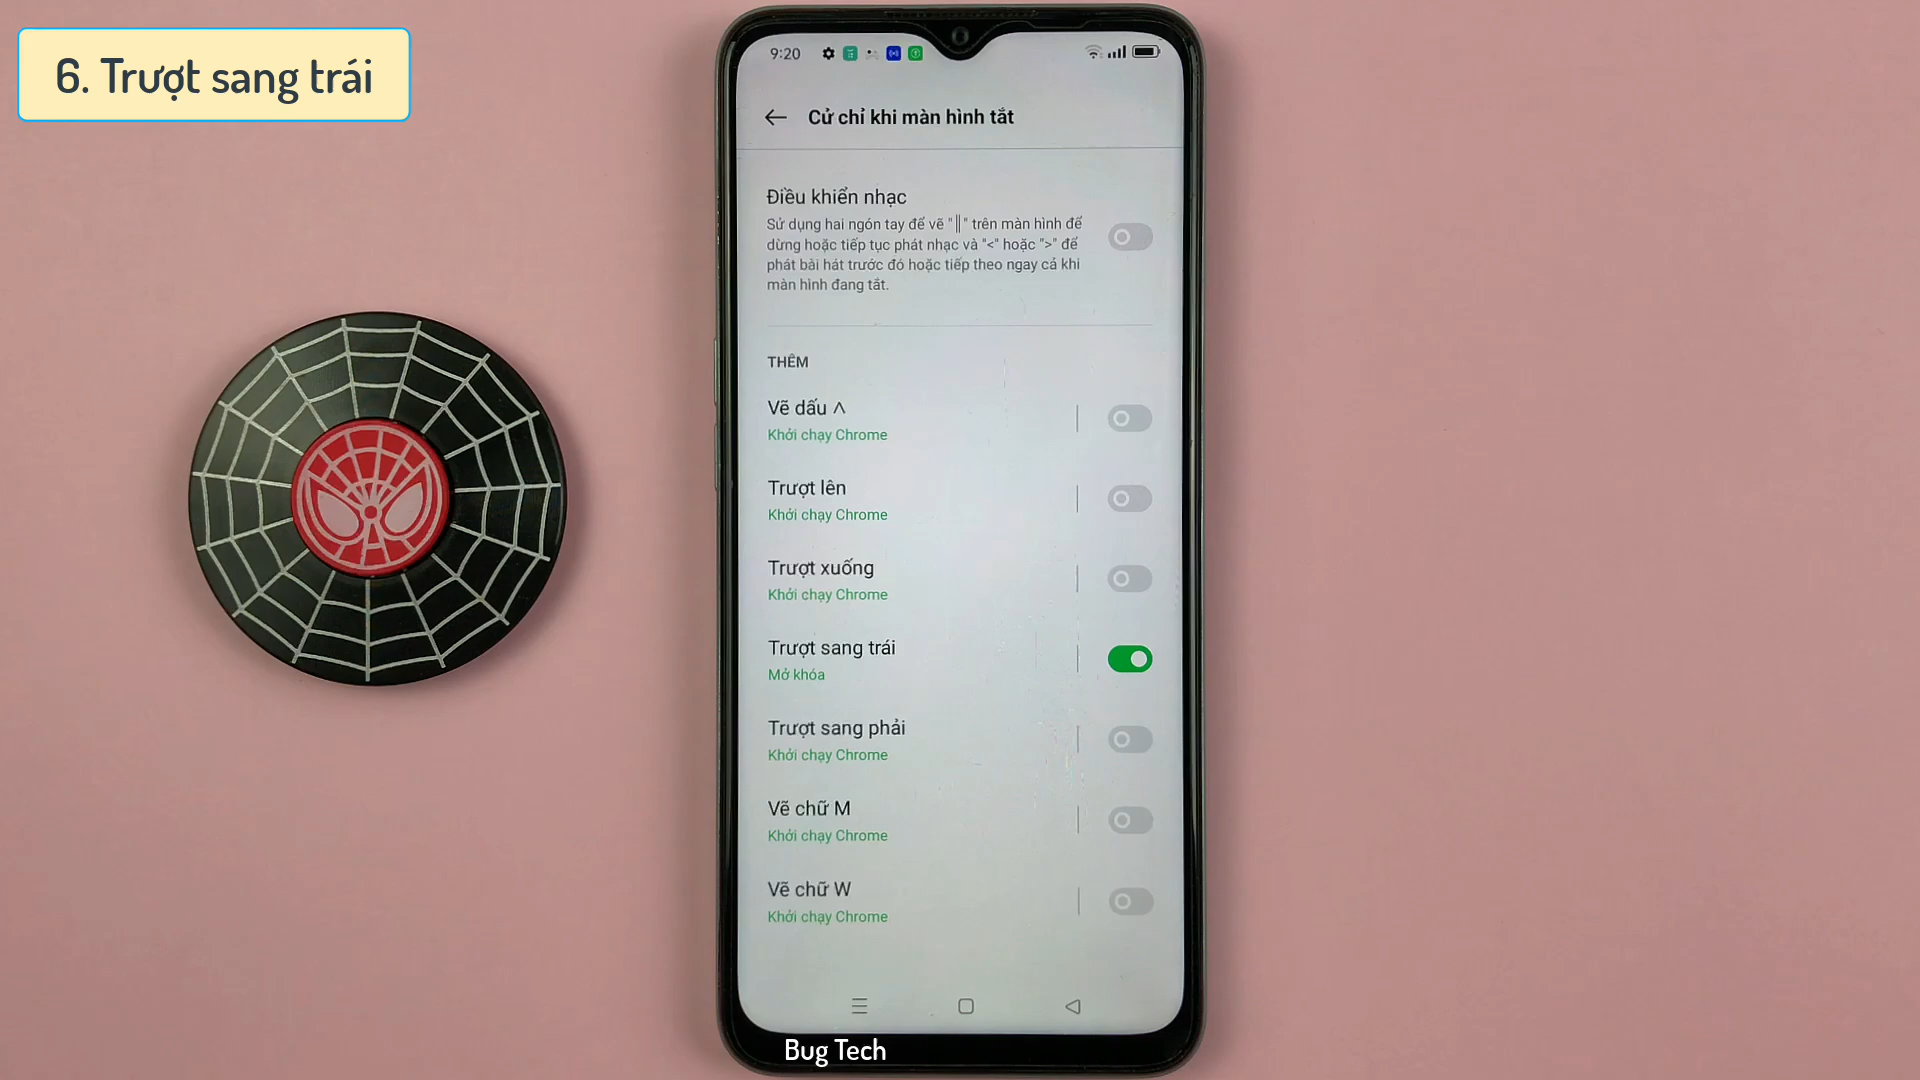 6. Trượt sang trái
9:20
Cử chỉ khi màn hình tắt
Điều khiển nhạc
Sử dụng hai ngón tay để vẽ "||" trên màn hình để
dừng hoặc tiếp tục phát nhạc và "<" hoặc ">" để
phát bài hát trước đó hoặc tiếp theo ngay cả khi
màn hình đang tắt.
THÊM
Vẽ dấu ^
Khởi chạy Chrome
Trượt lên
Khởi chạy Chrome
Trượt xuống
Khởi chạy Chrome
Trượt sang trái
Mở khóa
Trượt sang phải
Khởi chạy Chrome
Vẽ chữ M
Khởi chạy Chrome
Vẽ chữ W
Khởi chạy Chrome
Bug Tech